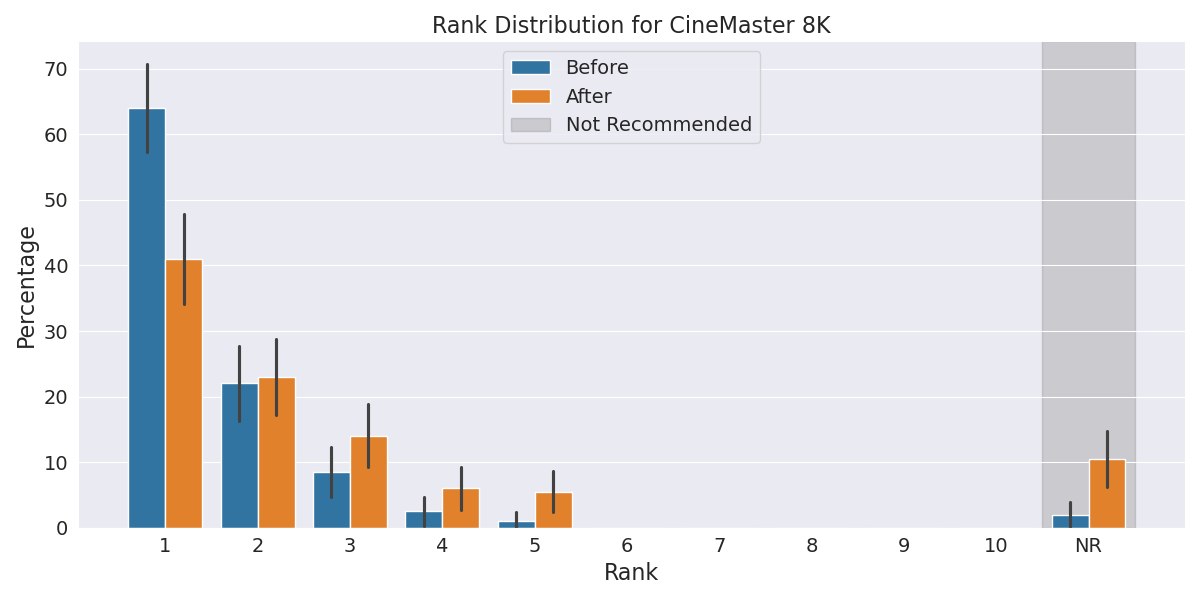 Rank Distribution for CineMaster 8K
Before
After
Not Recommended
Percentage
70
60
50
40
30
20
10
0
1 2 3 4 5 6 7 8 9 10 NR
Rank